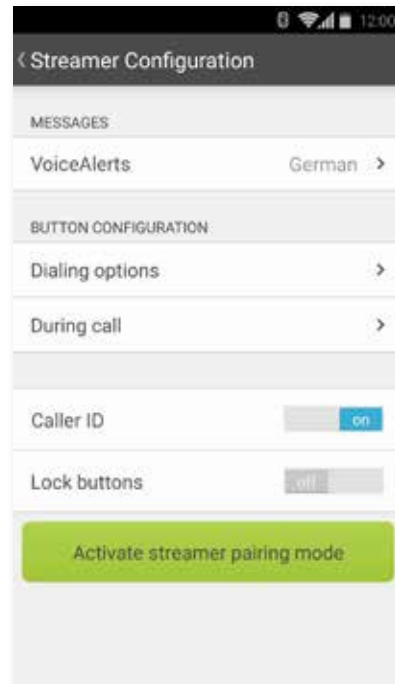 12:00
Streamer Configuration
MESSAGES
VoiceAlerts German
BUTTON CONFIGURATION
Dialing options
During call
Caller ID on
Lock buttons off
Activate streamer pairing mode